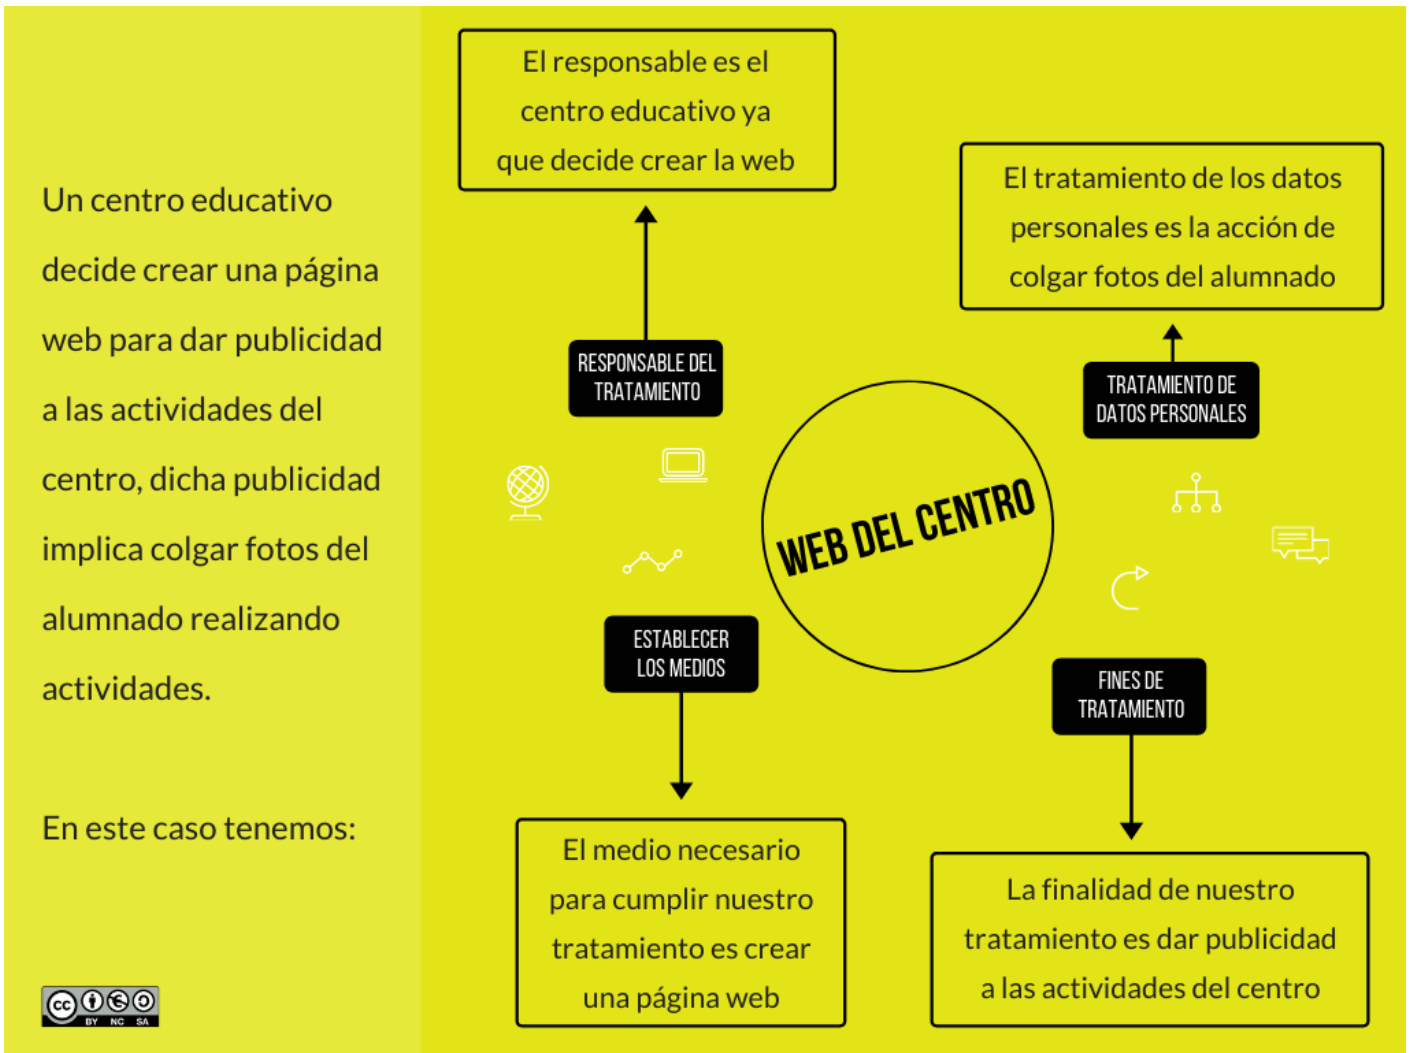 Un centro educativo
decide crear una página
web para dar publicidad
a las actividades del
centro, dicha publicidad
implica colgar fotos del
alumnado realizando
actividades.
En este caso tenemos:
cc
BY NC SA
El responsable es el
centro educativo ya
que decide crear la web
RESPONSABLE DEL
TRATAMIENTO
El tratamiento de los datos
personales es la acción de
colgar fotos del alumnado
TRATAMIENTO DE
DATOS PERSONALES
WEB DEL CENTRO
ESTABLECER
LOS MEDIOS
El medio necesario
para cumplir nuestro
tratamiento es crear
una página web
FINES DE
TRATAMIENTO
La finalidad de nuestro
tratamiento es dar publicidad
a las actividades del centro